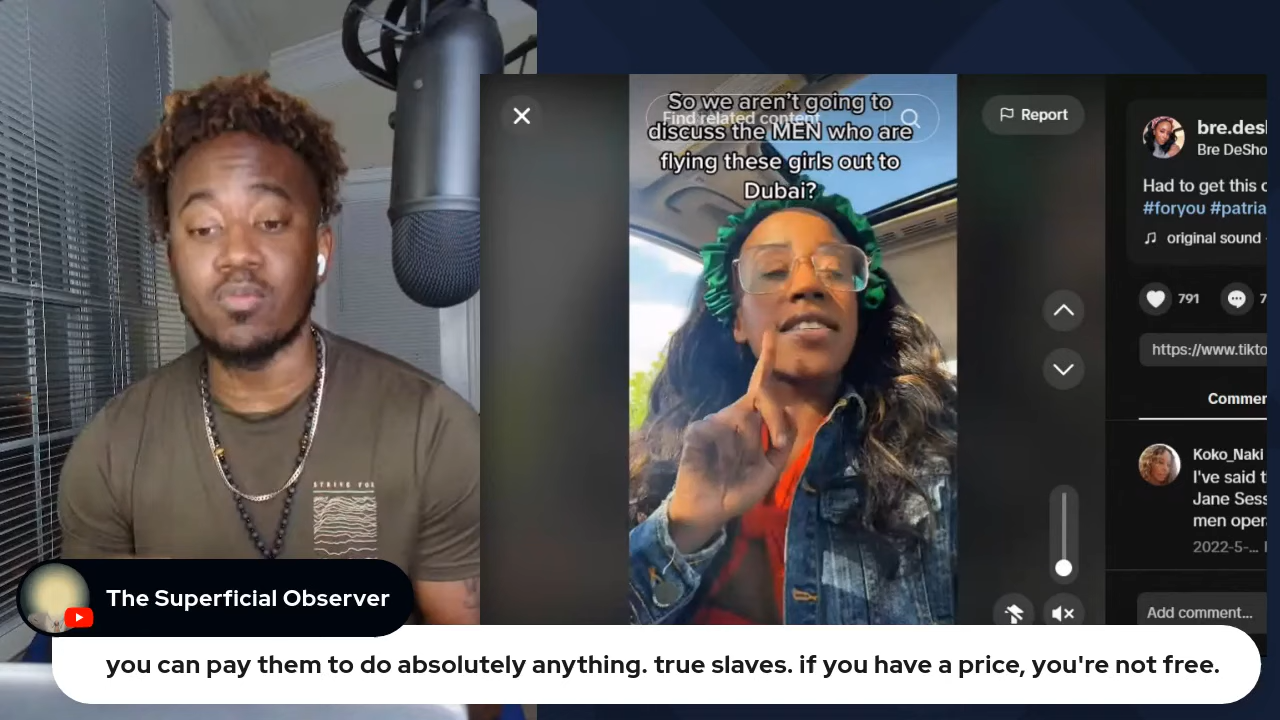 So we aren't going to
discuss the MEN who are
flying these girls out to
Dubai?
Find related content
Report
bre.desh
Bre DeSho
Had to get this
#foryou #patria
original sound
791
7
https://www.tikto
Commen
Koko_Naki
I've said t
Jane Sess
men oper
2022-5-...
Add comment...
STRIVE FOR
The Superficial Observer
you can pay them to do absolutely anything. true slaves. if you have a price, you're not free.